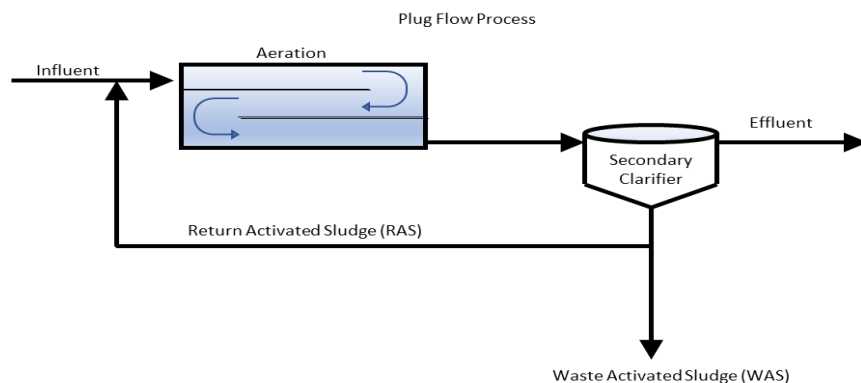 Plug Flow Process
Aeration
Influent
Effluent
Secondary
Clarifier
Return Activated Sludge (RAS)
Waste Activated Sludge (WAS)